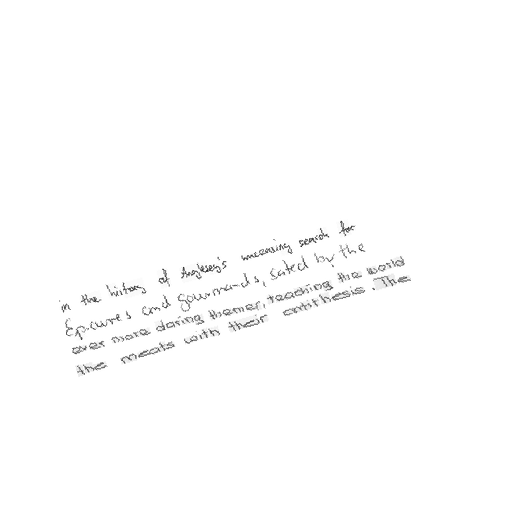 in the history of Anglesey's unceasing search for
Epicures and gourmands, sated by the
ever more daring themes, teaching the world
the meats with their antithesis. The